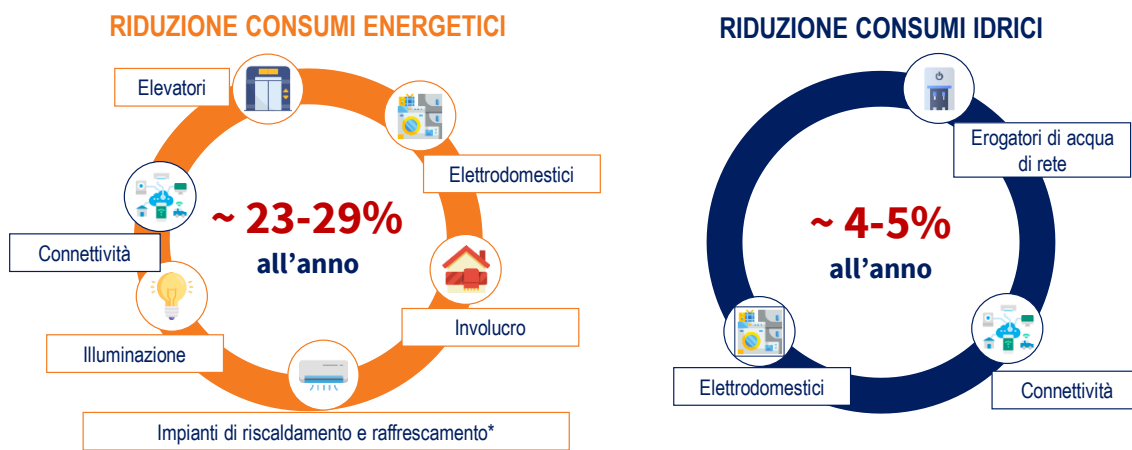 RIDUZIONE CONSUMI ENERGETICI
Elevatori
Elettrodomestici
~ 23-29%
all’anno
Connettività
Involucro
Illuminazione
Impianti di riscaldamento e raffrescamento*
RIDUZIONE CONSUMI IDRICI
Erogatori di acqua
di rete
~ 4-5%
all’anno
Elettrodomestici
Connettività